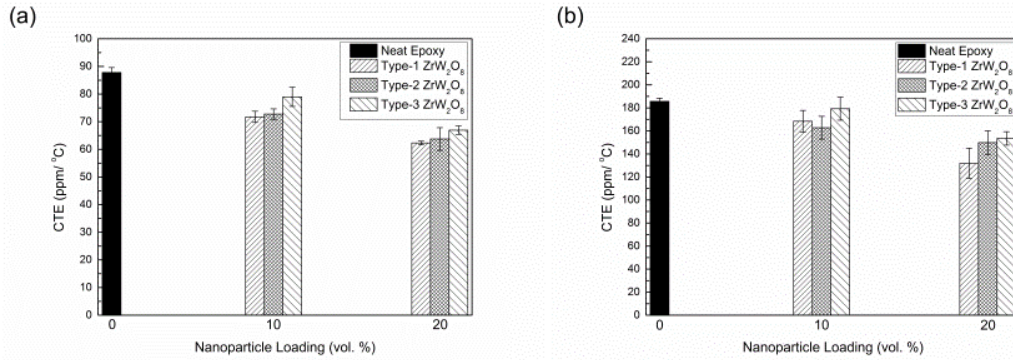 (a)
CTE (ppm/ °C)
100
90
80
70
60
50
40
30
20
10
0
Neat Epoxy
Type-1 ZrW₂O₈
Type-2 ZrW₂O₈
Type-3 ZrW₂O₈
0
10
20
Nanoparticle Loading (vol. %)
(b)
CTE (ppm/ °C)
240
220
200
180
160
140
120
100
80
60
40
20
0
Neat Epoxy
Type-1 ZrW₂O₈
Type-2 ZrW₂O₈
Type-3 ZrW₂O₈
0
10
20
Nanoparticle Loading (vol. %)